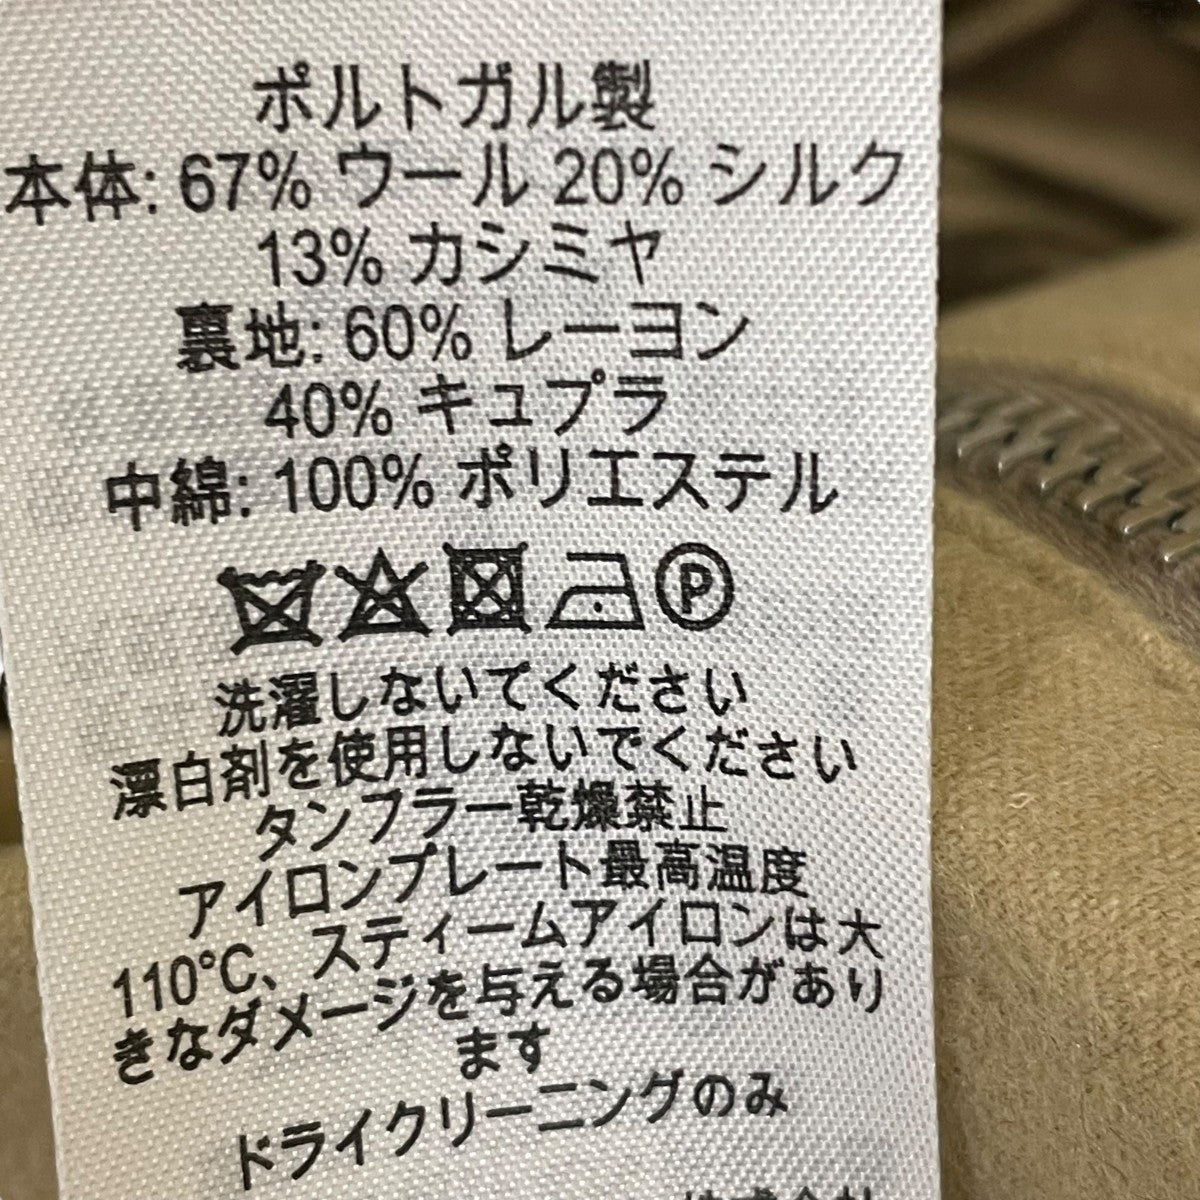 ポルトガル製
本体: 67% ウール 20% シルク
13% カシミヤ
裏地: 60% レーヨン
40% キュプラ
中綿: 100% ポリエステル
P
洗濯しないでください
漂白剤を使用しないでください
タンブラー乾燥禁止
アイロンプレート最高温度
110°C、スティームアイロンは大
きなダメージを与える場合があり
ます
ドライクリーニングのみ